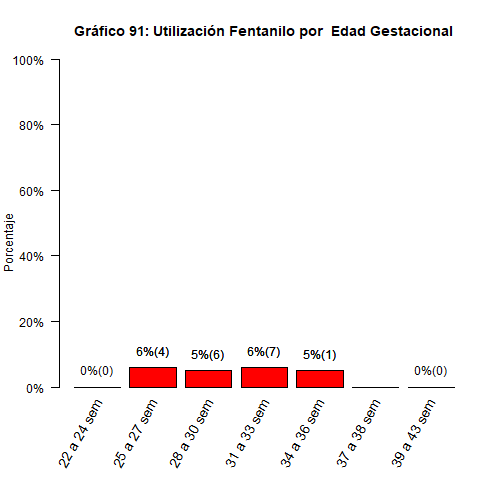 Gráfico 91: Utilización Fentanilo por  Edad Gestacional
Porcentaje
100%
80%
60%
40%
20%
0%
0%(0)
6%(4)
5%(6)
6%(7)
5%(1)
0%(0)
22 a 24 sem
25 a 27 sem
28 a 30 sem
31 a 33 sem
34 a 36 sem
37 a 38 sem
39 a 43 sem